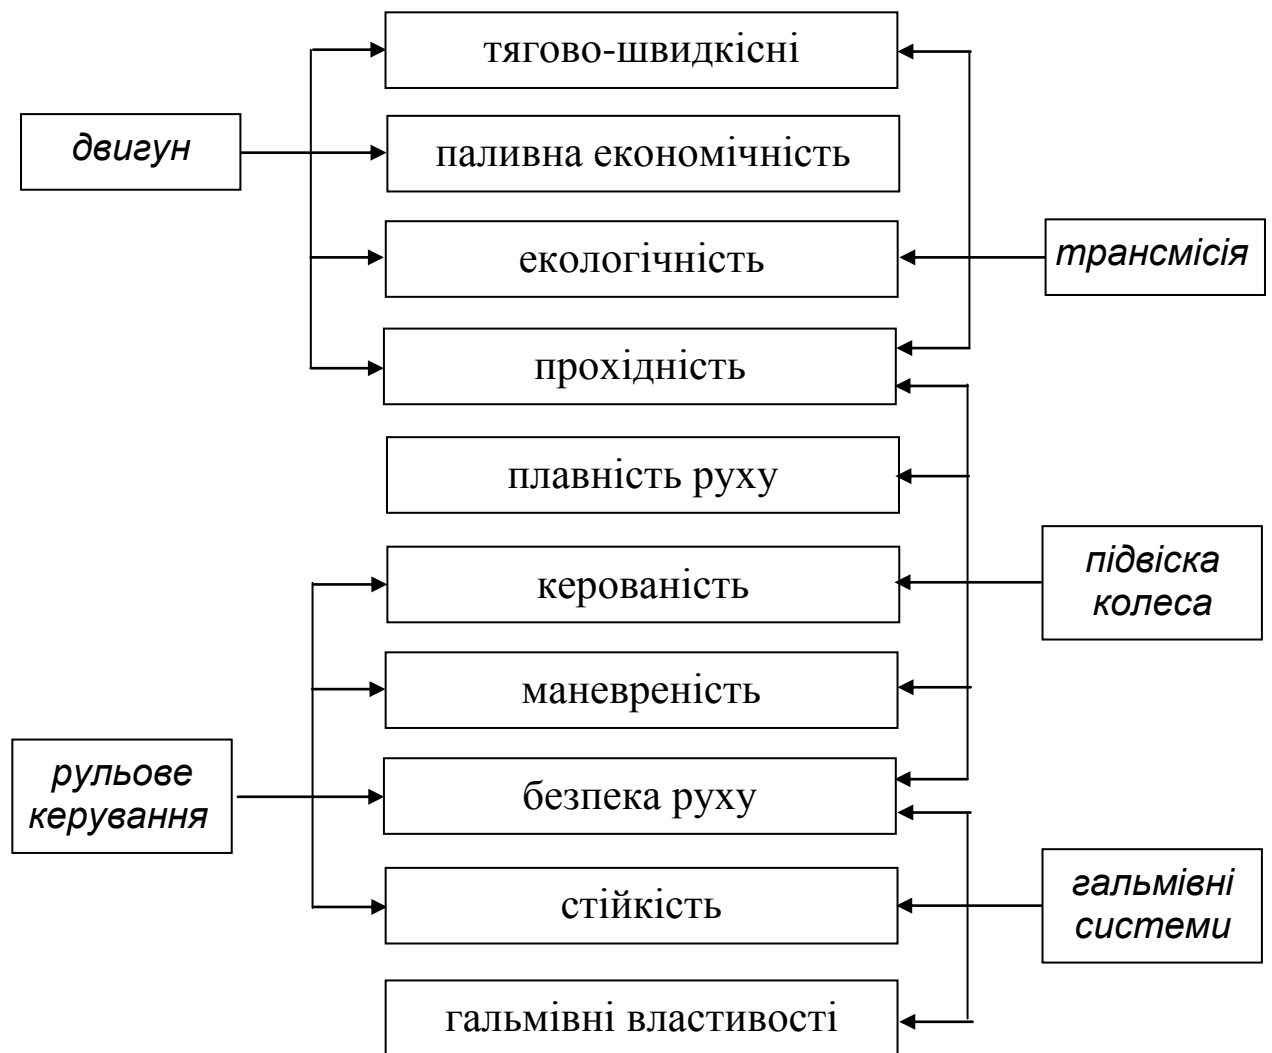 тягово-швидкісні
двигун
паливна економічність
екологічність
трансмісія
прохідність
плавність руху
підвіска
колеса
керованість
маневреність
рульове
керування
безпека руху
гальмівні
системи
стійкість
гальмівні властивості